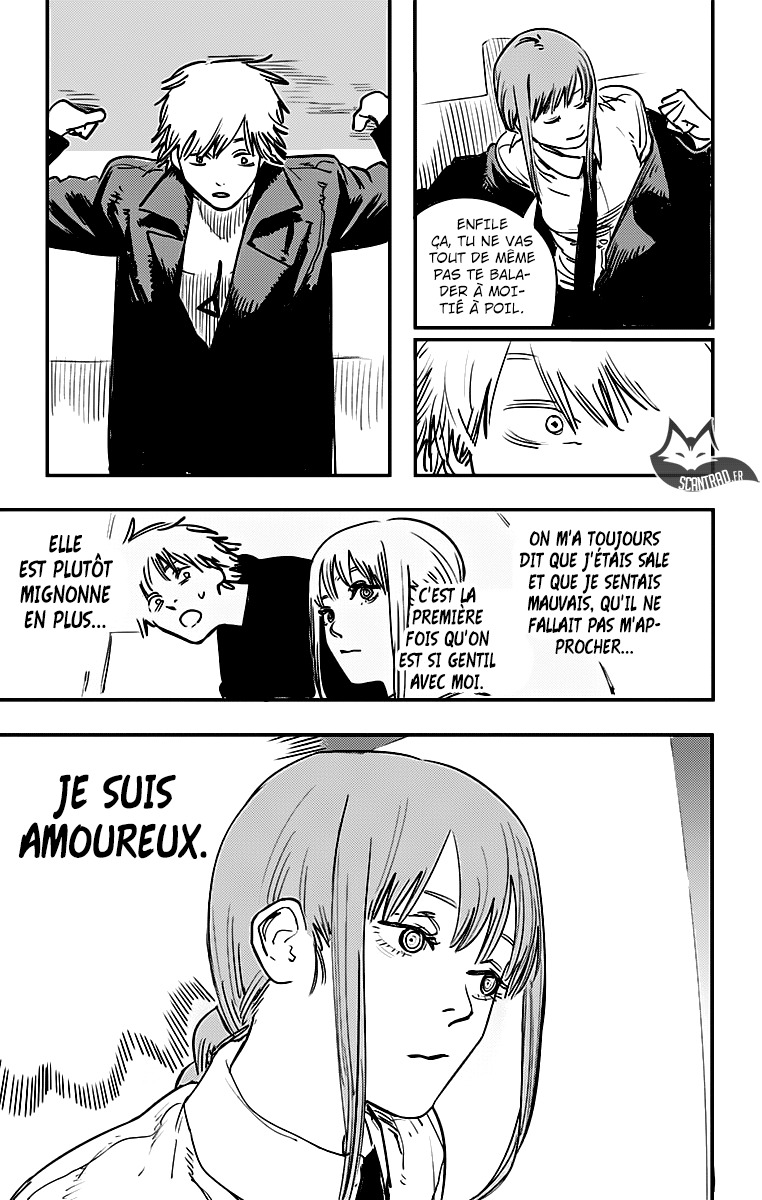 ENFILE
ÇA, TU NE VAS
TOUT DE MÊME
PAS TE BALA-
DER À MOI-
TIÉ À POIL.
SCANTRAD.FR
ON M'A TOUJOURS
DIT QUE J'ÉTAIS SALE
ET QUE JE SENTAIS
MAUVAIS, QU'IL NE
FALLAIT PAS M'AP-
PROCHER...
C'EST LA
PREMIÈRE
FOIS QU'ON
EST SI GENTIL
AVEC MOI.
ELLE
EST PLUTÔT
MIGNONNE
EN PLUS...
JE SUIS
AMOUREUX.